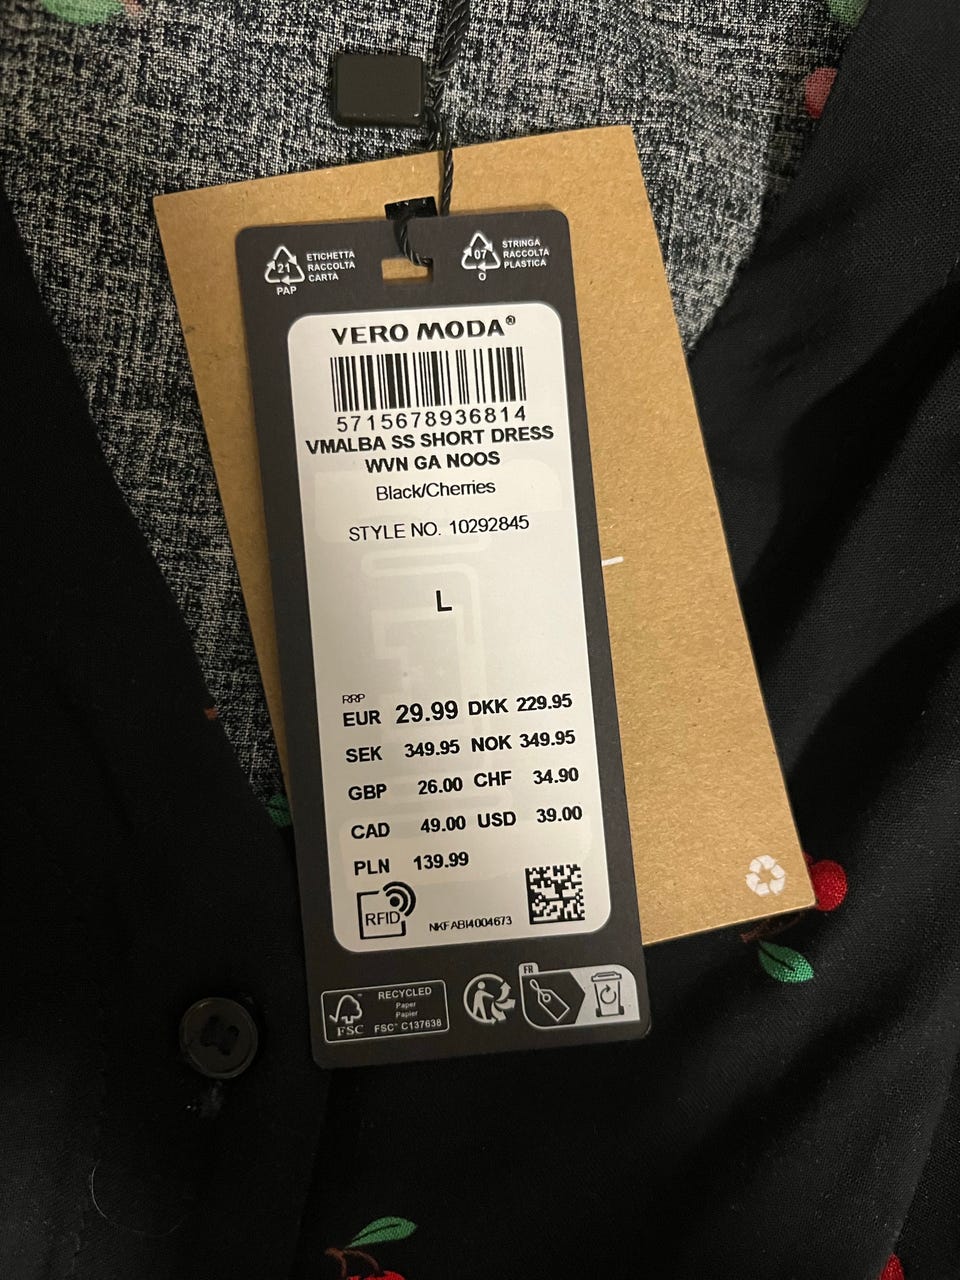 21
PAP
ETICHETTA
RACCOLTA
CARTA
07
O
STRINGA
RACCOLTA
PLASTICA
VERO MODA®
5715678936814
VMALBA SS SHORT DRESS
WVN GA NOOS
Black/Cherries
STYLE NO. 10292845
L
RRP
EUR 29.99 DKK 229.95
SEK 349.95 NOK 349.95
GBP 26.00 CHF 34.90
CAD 49.00 USD 39.00
PLN 139.99
RFID
NKFABI4004673
FSC
RECYCLED
Paper
Papier
FSC® C137638
FR